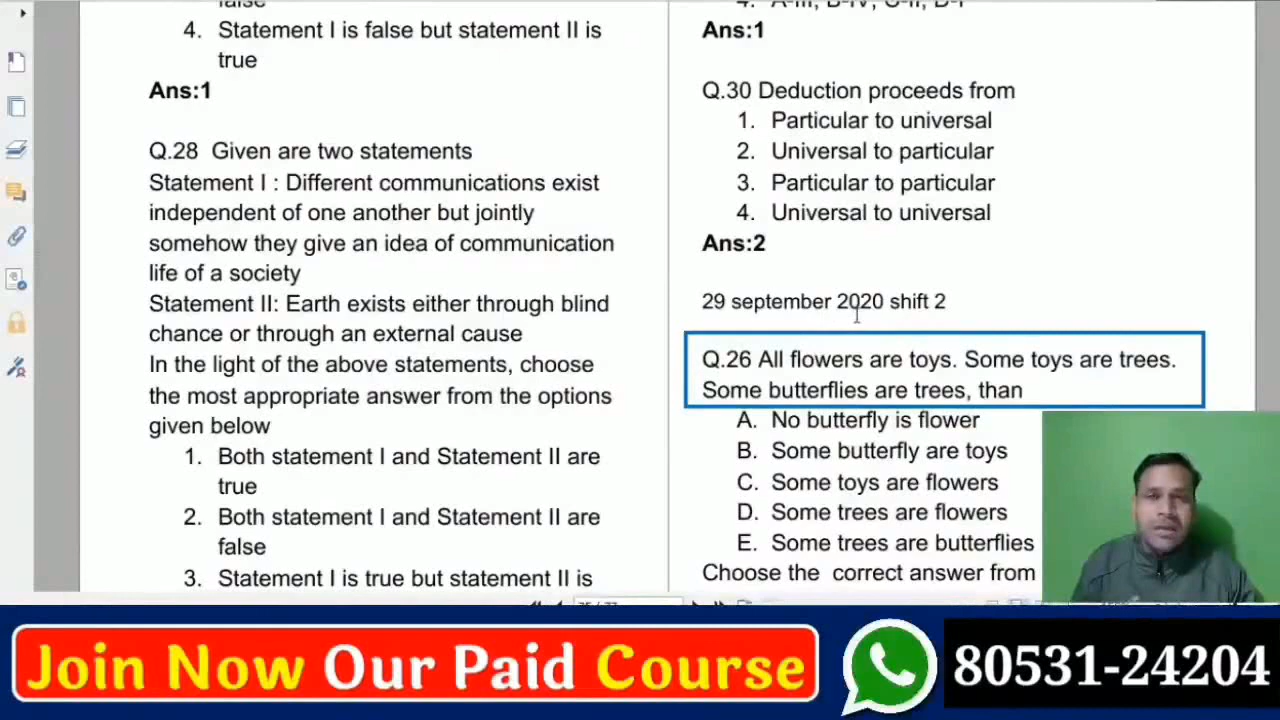 false
4. Statement I is false but statement II is
true
Ans:1
Q.28 Given are two statements
Statement I : Different communications exist
independent of one another but jointly
somehow they give an idea of communication
life of a society
Statement II: Earth exists either through blind
chance or through an external cause
In the light of the above statements, choose
the most appropriate answer from the options
given below
1. Both statement I and Statement II are
true
2. Both statement I and Statement II are
false
3. Statement I is true but statement II is
4. A-III, B-IV, C-II, D-I
Ans:1
Q.30 Deduction proceeds from
1. Particular to universal
2. Universal to particular
3. Particular to particular
4. Universal to universal
Ans:2
29 september 2020 shift 2
Q.26 All flowers are toys. Some toys are trees.
Some butterflies are trees, than
A. No butterfly is flower
B. Some butterfly are toys
C. Some toys are flowers
D. Some trees are flowers
E. Some trees are butterflies
Choose the correct answer from
Join Now Our Paid Course
80531-24204